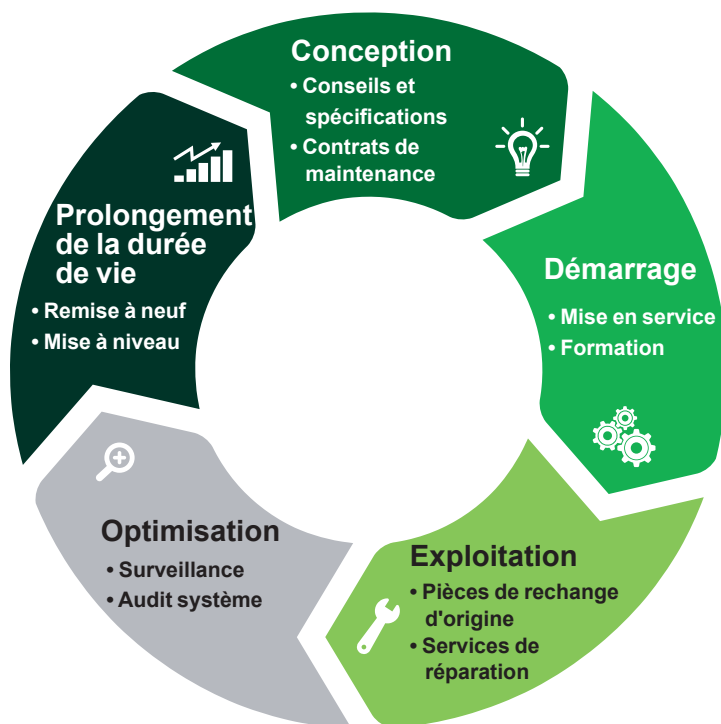 Conception
• Conseils et
spécifications
• Contrats de
maintenance
Démarrage
• Mise en service
• Formation
Exploitation
• Pièces de rechange
d'origine
• Services de
réparation
Optimisation
• Surveillance
• Audit système
Prolongement
de la durée
de vie
• Remise à neuf
• Mise à niveau